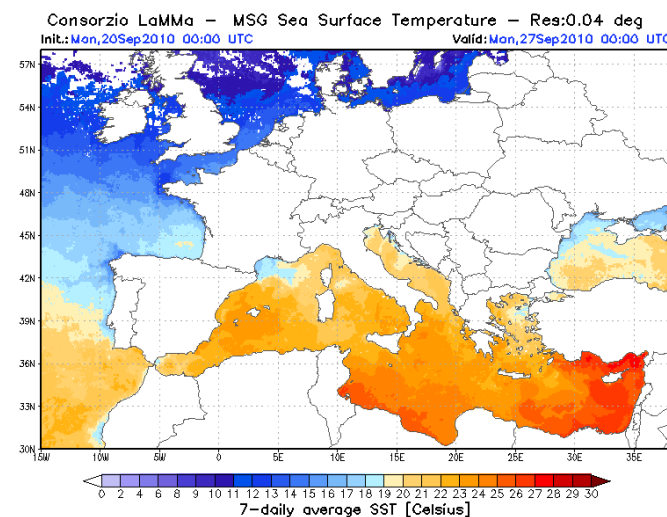 Consorzio LaMMa – MSG Sea Surface Temperature – Res:0.04 deg
Init.: Mon,20Sep2010 00:00 UTC Valid: Mon,27Sep2010 00:00 UTC
57N
54N
51N
48N
45N
42N
39N
36N
33N
30N
15W 10W 5W 0 5E 10E 15E 20E 25E 30E 35E
0 2 6 8 9 10 11 12 13 14 15 16 17 18 19 20 21 22 23 24 25 26 27 28 29 30
7-daily average SST [Celsius]